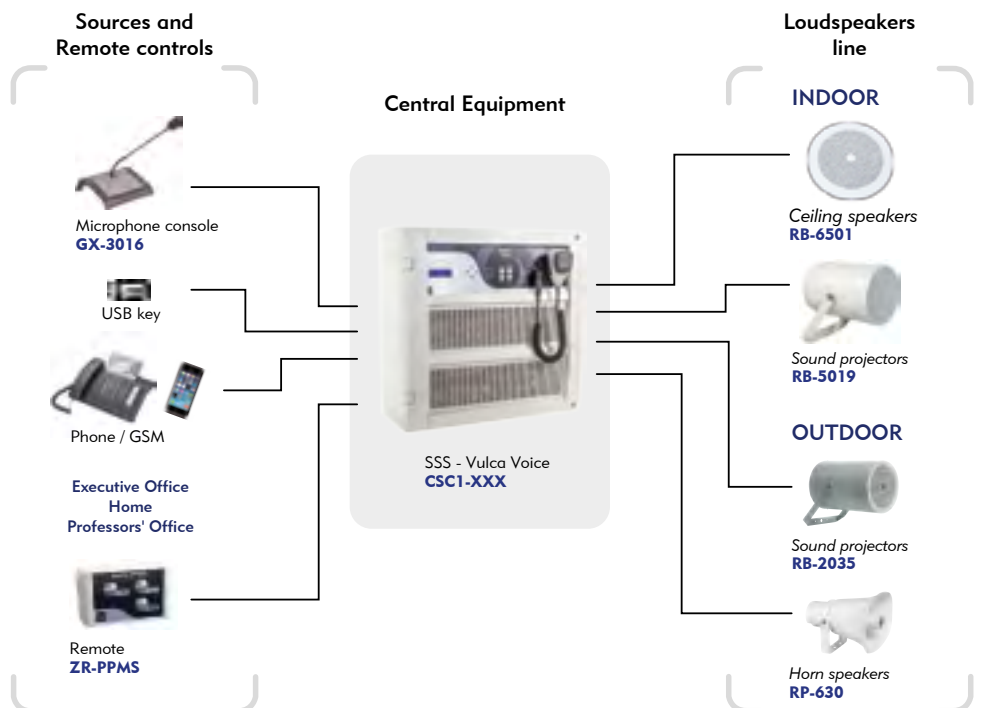 Sources and
Remote controls
Microphone console
GX-3016
USB key
Phone / GSM
Executive Office
Home
Professors' Office
Remote
ZR-PPMS
Central Equipment
SSS - Vulca Voice
CSC1-XXX
Loudspeakers
line
INDOOR
Ceiling speakers
RB-6501
Sound projectors
RB-5019
OUTDOOR
Sound projectors
RB-2035
Horn speakers
RP-630